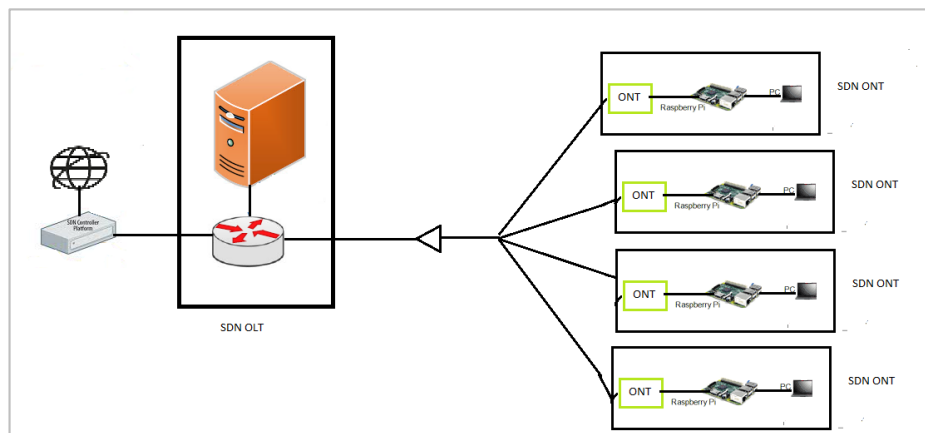 SDN Controller
Platform
SDN OLT
ONT
Raspberry Pi
PC
SDN ONT
ONT
Raspberry Pi
PC
SDN ONT
ONT
Raspberry Pi
PC
SDN ONT
ONT
Raspberry Pi
PC
SDN ONT